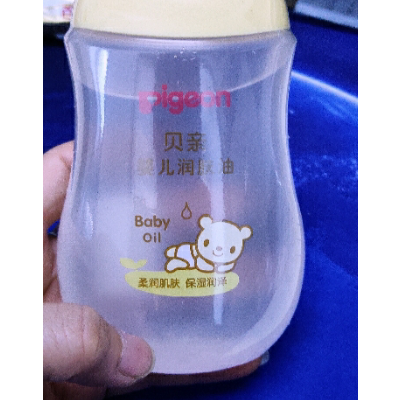 pigeon
贝亲
婴儿润肤油
Baby
Oil
柔润肌肤 保湿润泽